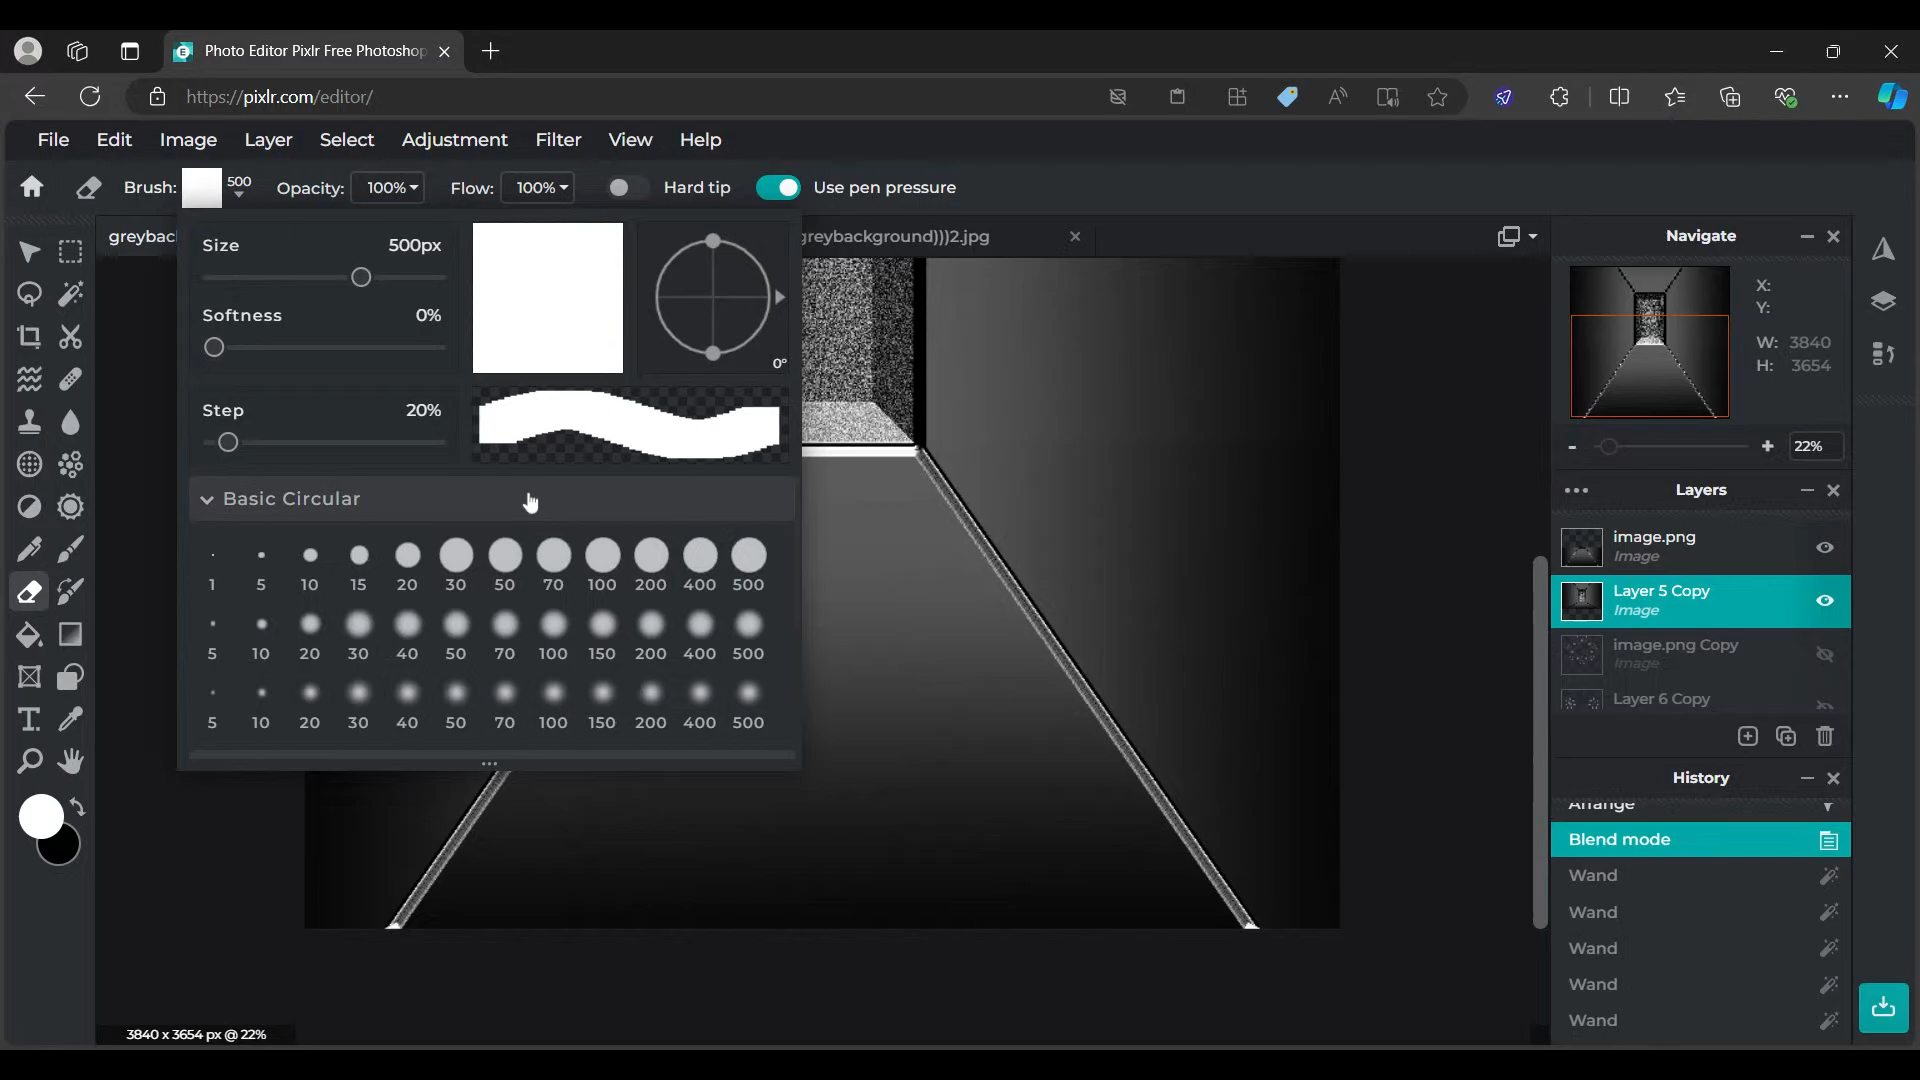 Photo Editor Pixlr Free Photoshop
https://pixlr.com/editor/
File Edit Image Layer Select Adjustment Filter View Help
Brush: 500 Opacity: 100% Flow: 100% Hard tip Use pen pressure
greybac
greybackground)))2.jpg
Size 500px
Softness 0%
0°
Step 20%
Basic Circular
1 5 10 15 20 30 50 70 100 200 400 500
5 10 20 30 40 50 70 100 150 200 400 500
5 10 20 30 40 50 70 100 150 200 400 500
3840 x 3654 px @ 22%
Navigate
X:
Y:
W: 3840
H: 3654
22%
Layers
image.png
Image
Layer 5 Copy
Image
image.png Copy
Image
Layer 6 Copy
History
Arrange
Blend mode
Wand
Wand
Wand
Wand
Wand